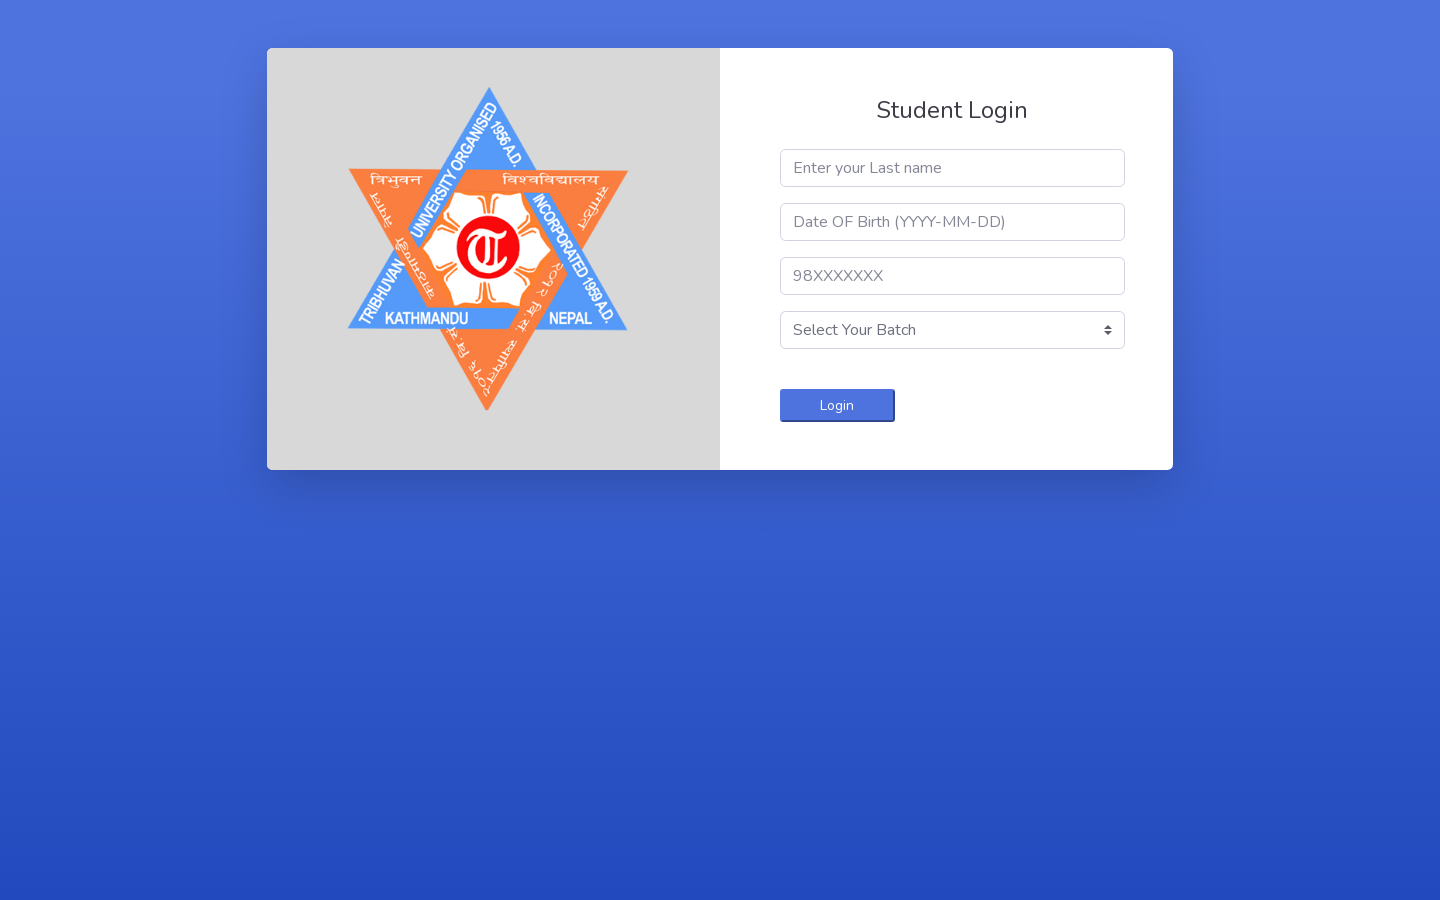 UNIVERSITY ORGANISED
1956 A.D.
त्रिभुवन
विश्वविद्यालय
INCORPORATED 1959 A.D.
TRIBHUVAN
KATHMANDU
NEPAL
Student Login
Enter your Last name
Date OF Birth (YYYY-MM-DD)
98XXXXXXX
Select Your Batch
Login